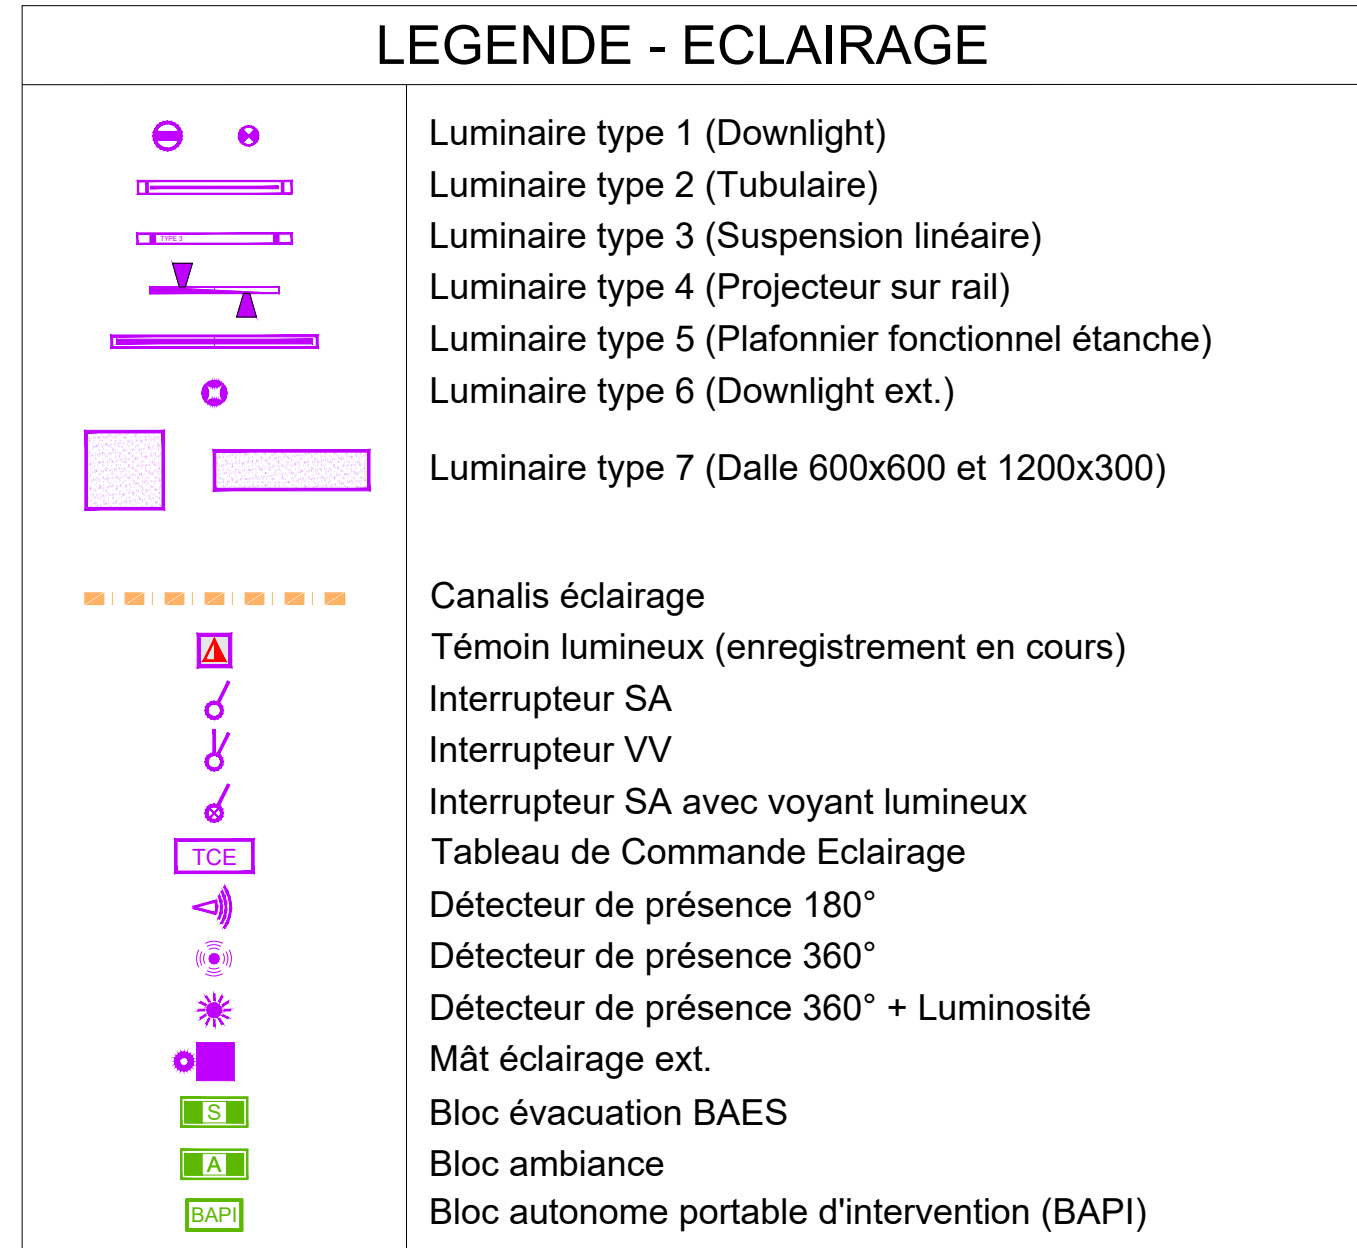 LEGENDE - ECLAIRAGE
Luminaire type 1 (Downlight)
Luminaire type 2 (Tubulaire)
TYPE 3
Luminaire type 3 (Suspension linéaire)
Luminaire type 4 (Projecteur sur rail)
Luminaire type 5 (Plafonnier fonctionnel étanche)
Luminaire type 6 (Downlight ext.)
Luminaire type 7 (Dalle 600x600 et 1200x300)
Canalis éclairage
Témoin lumineux (enregistrement en cours)
Interrupteur SA
Interrupteur VV
Interrupteur SA avec voyant lumineux
TCE
Tableau de Commande Eclairage
Détecteur de présence 180°
Détecteur de présence 360°
Détecteur de présence 360° + Luminosité
Mât éclairage ext.
S
Bloc évacuation BAES
A
Bloc ambiance
BAPI
Bloc autonome portable d'intervention (BAPI)